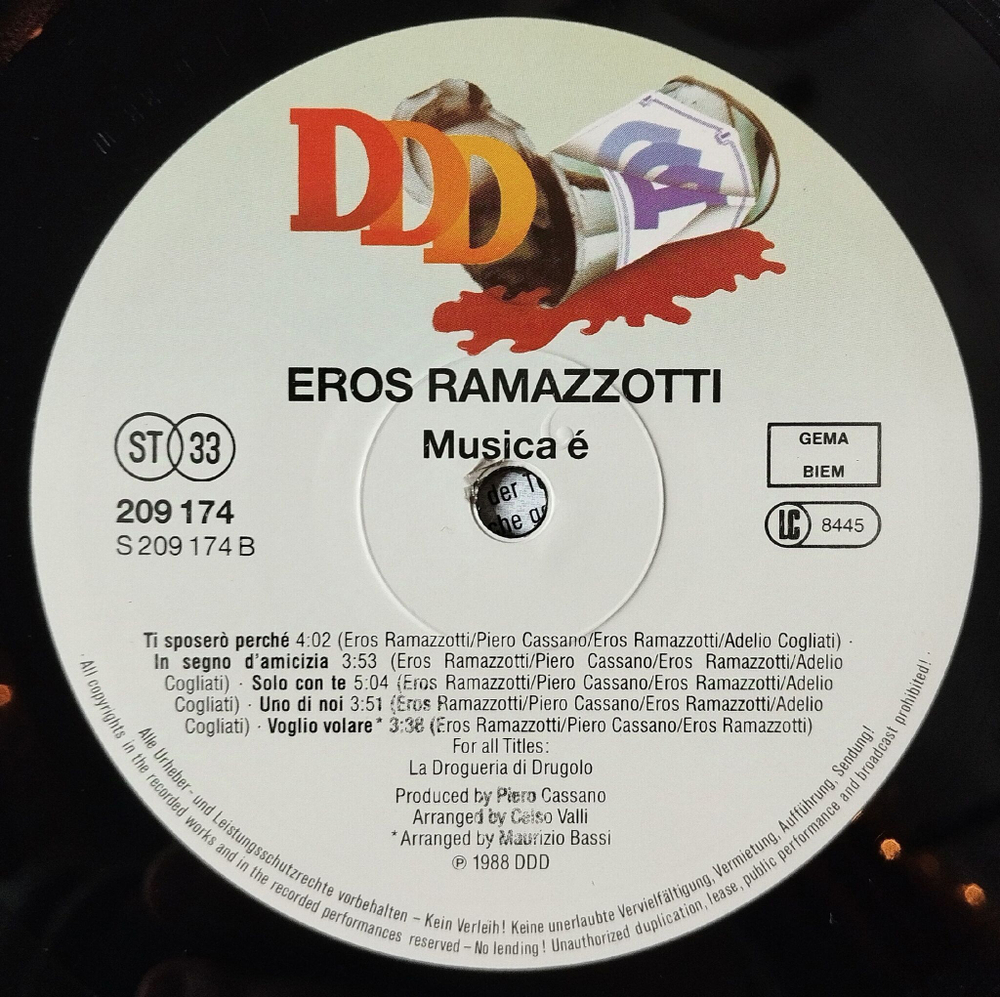 DDD
EROS RAMAZZOTTI
Musica é
ST 33
GEMA
BIEM
209 174
S 209 174 B
LC 8445
der
che
Ti sposerò perché 4:02 (Eros Ramazzotti/Piero Cassano/Eros Ramazzotti/Adelio Cogliati) ·
In segno d'amicizia 3:53 (Eros Ramazzotti/Piero Cassano/Eros Ramazzotti/Adelio
Cogliati) · Solo con te 5:04 (Eros Ramazzotti/Piero Cassano/Eros Ramazzotti/Adelio
Cogliati) · Uno di noi 3:51 (Eros Ramazzotti/Piero Cassano/Eros Ramazzotti/Adelio
Cogliati) · Voglio volare* 3:36 (Eros Ramazzotti/Piero Cassano/Eros Ramazzotti)
For all Titles:
La Drogueria di Drugolo
Produced by Piero Cassano
Arranged by Celso Valli
*Arranged by Maurizio Bassi
℗ 1988 DDD
Alle Urheber- und Leistungsschutzrechte vorbehalten – Kein Verleih! Keine unerlaubte Vervielfältigung, Vermietung, Aufführung, Sendung!
· All copyrights in the recorded works and in the recorded performances reserved – No lending! Unauthorized duplication, lease, public performance and broadcast prohibited! ·